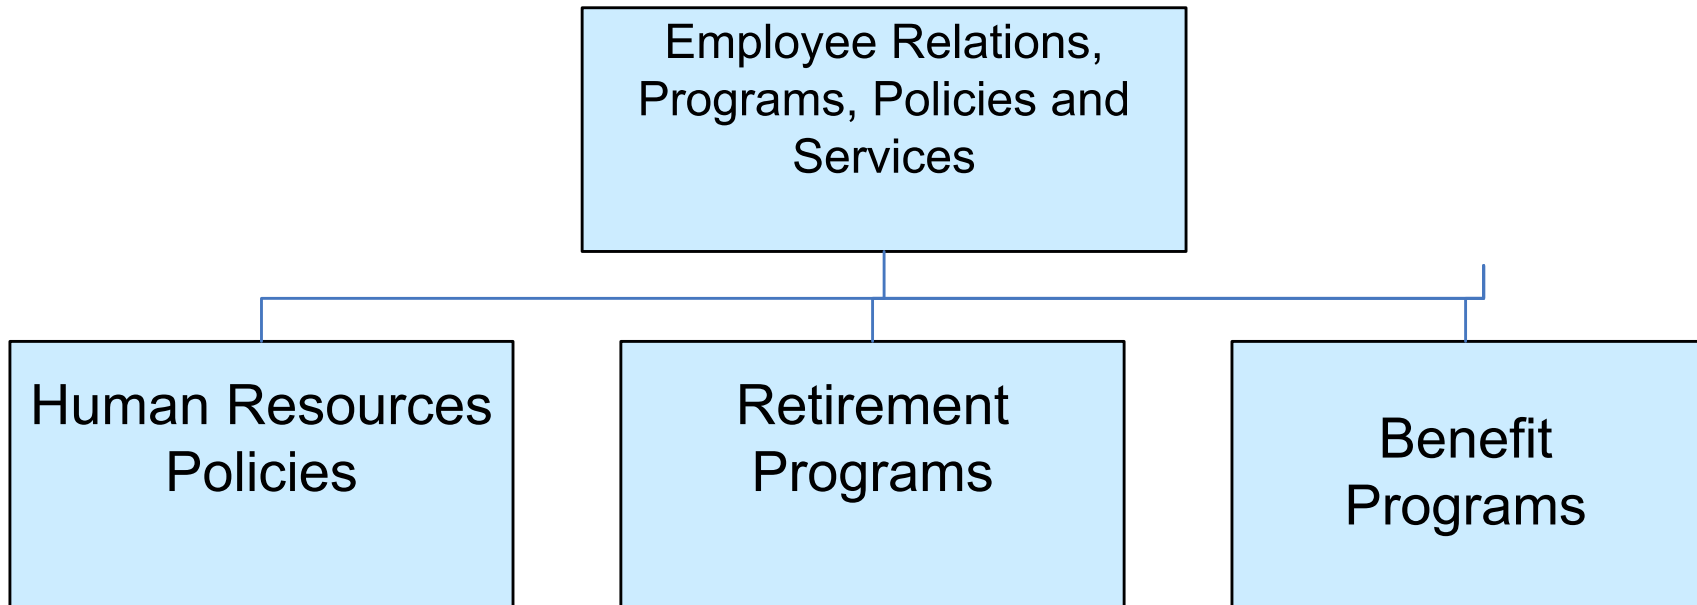 Employee Relations,
Programs, Policies and
Services
Human Resources
Policies
Retirement
Programs
Benefit
Programs